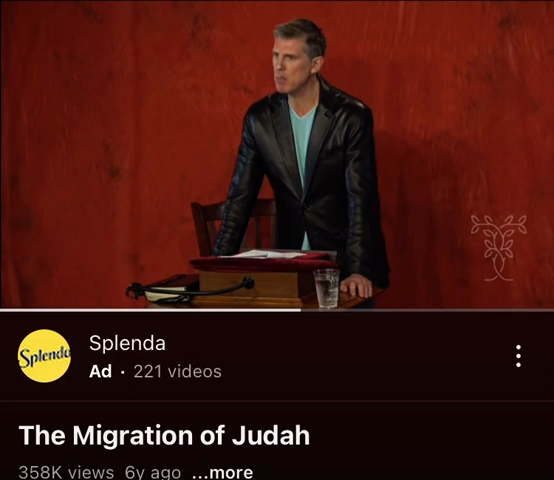 Splenda
Splenda
Ad · 221 videos
The Migration of Judah
358K views 6y ago ...more